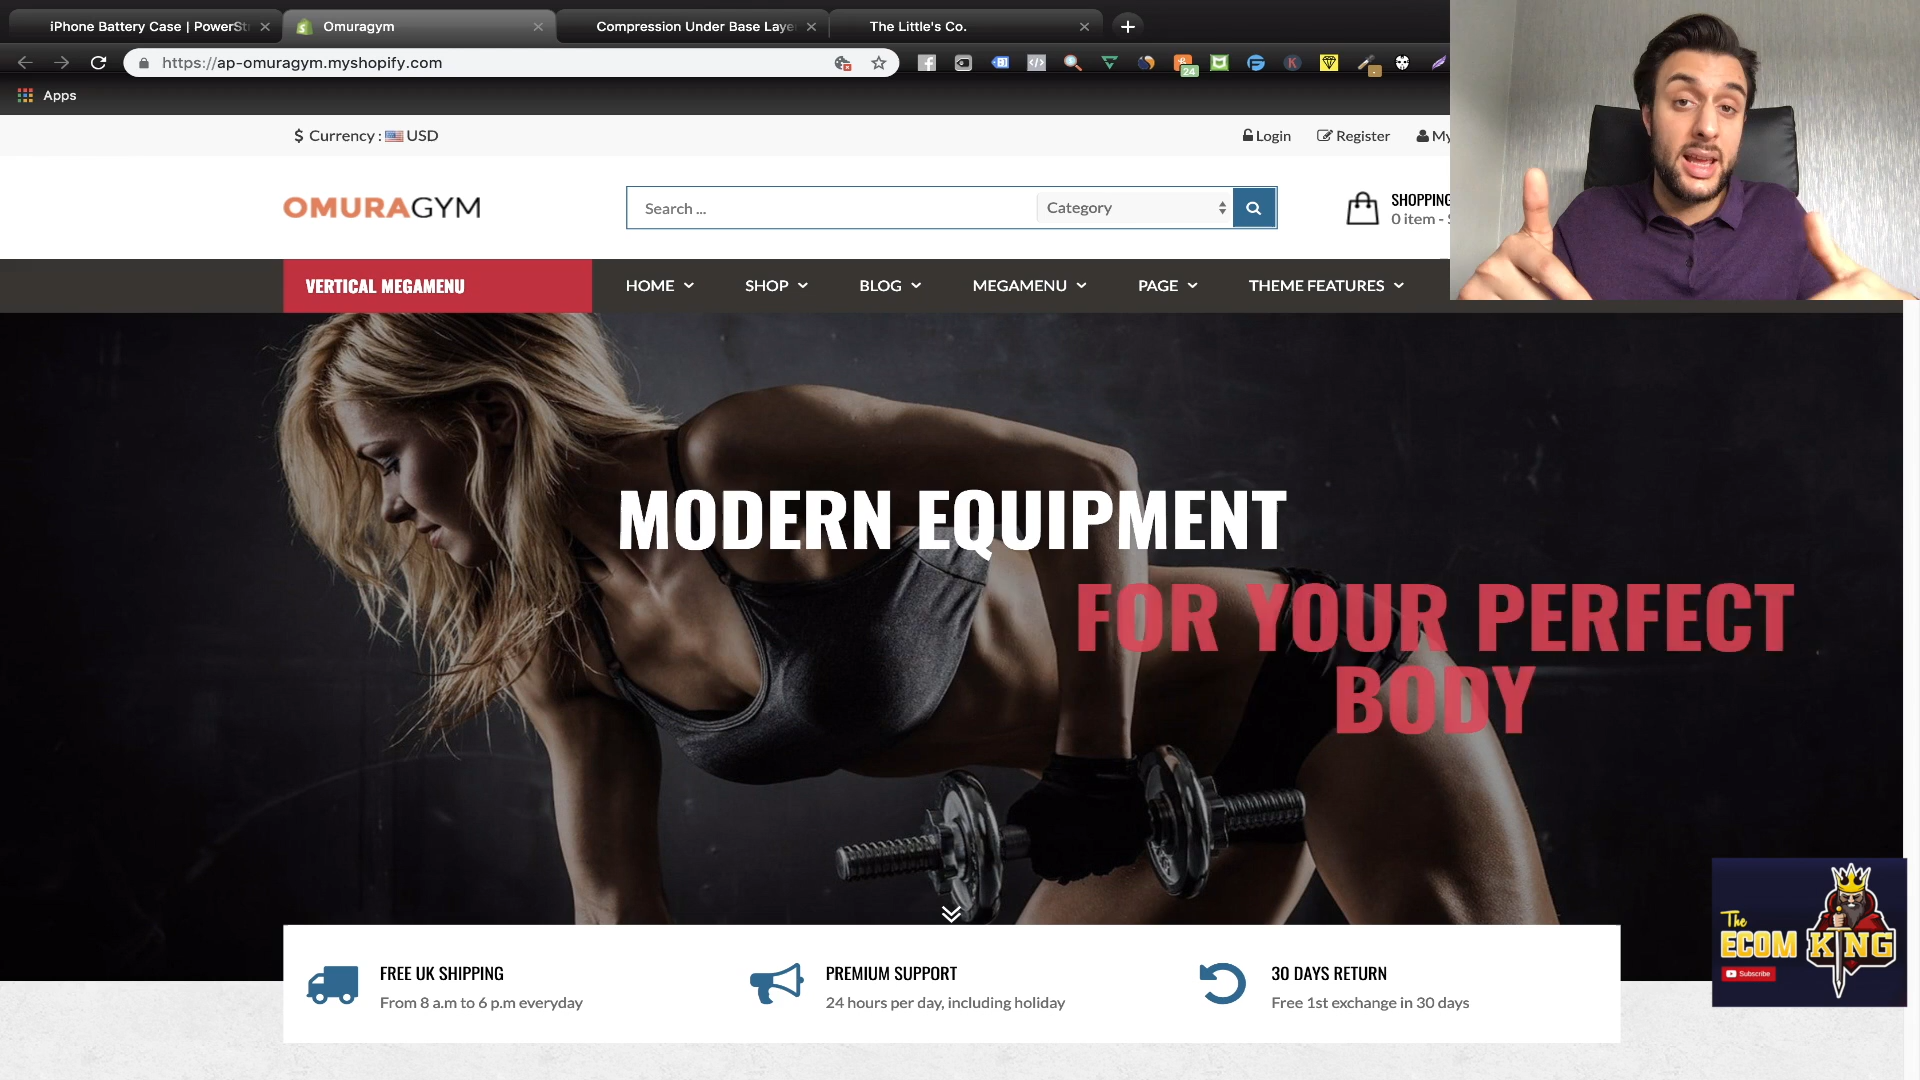 iPhone Battery Case | PowerSt
Omuragym
Compression Under Base Laye
The Little's Co.
https://ap-omuragym.myshopify.com
24
Apps
$ Currency : USD
Login
Register
My
OMURAGYM
Search ...
Category
SHOPPING
0 item -
VERTICAL MEGAMENU
HOME
SHOP
BLOG
MEGAMENU
PAGE
THEME FEATURES
MODERN EQUIPMENT
FOR YOUR PERFECT
BODY
FREE UK SHIPPING
From 8 a.m to 6 p.m everyday
PREMIUM SUPPORT
24 hours per day, including holiday
30 DAYS RETURN
Free 1st exchange in 30 days
The
ECOM KING
Subscribe